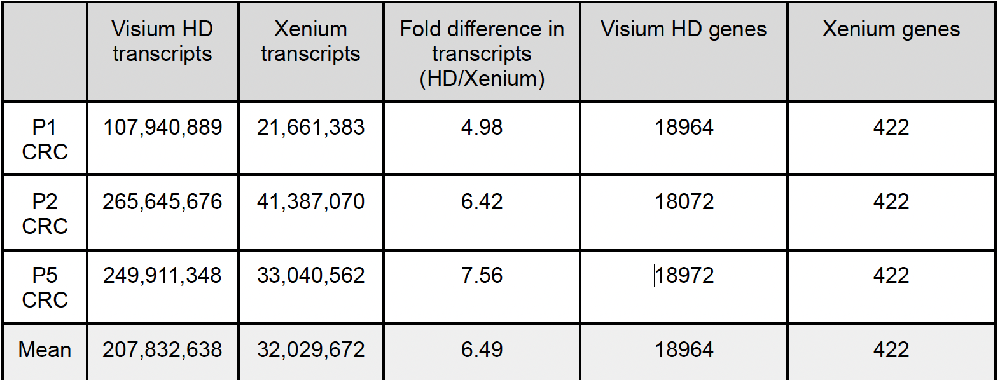 Visium HD transcripts | Xenium transcripts | Fold difference in transcripts (HD/Xenium) | Visium HD genes | Xenium genes
P1 CRC | 107,940,889 | 21,661,383 | 4.98 | 18964 | 422
P2 CRC | 265,645,676 | 41,387,070 | 6.42 | 18072 | 422
P5 CRC | 249,911,348 | 33,040,562 | 7.56 | 18972 | 422
Mean | 207,832,638 | 32,029,672 | 6.49 | 18964 | 422